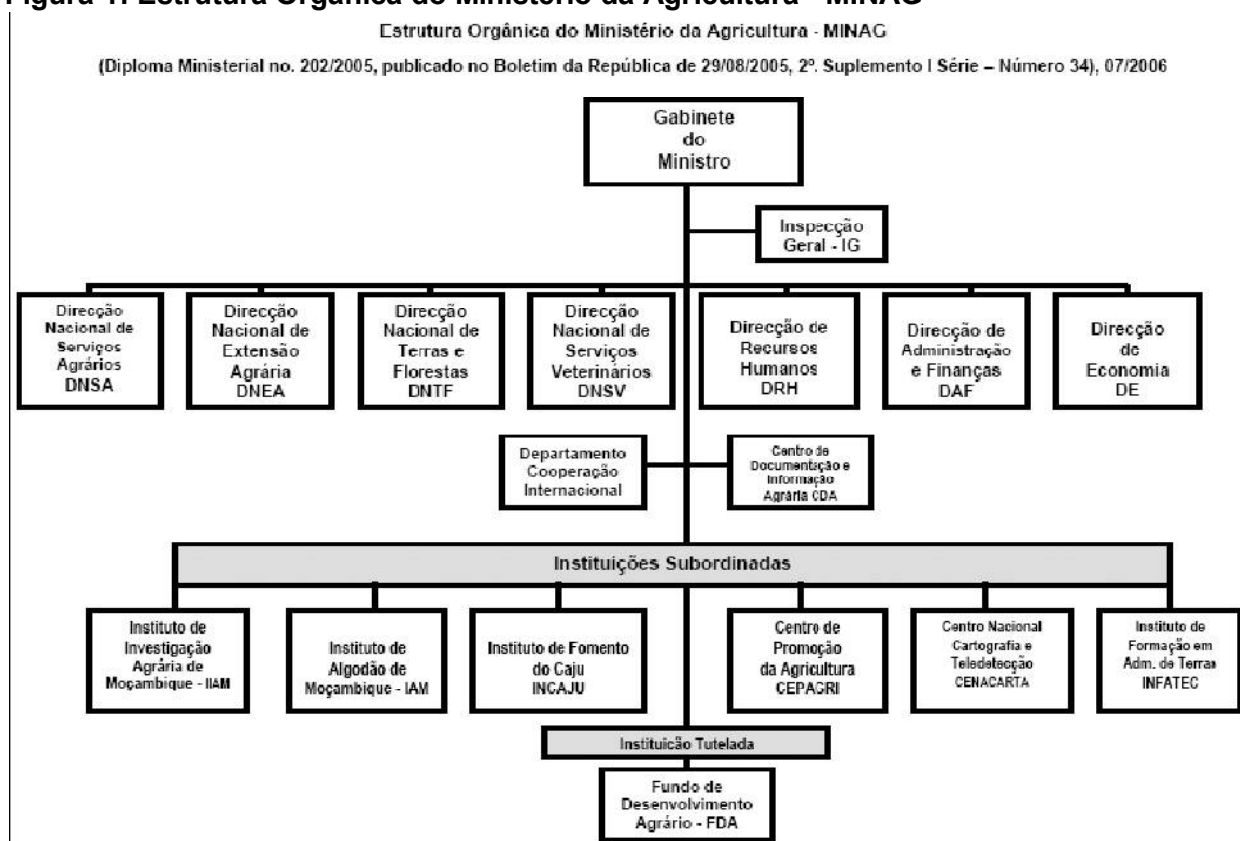 Figura 1: Estrutura Orgânica do Ministério da Agricultura - MINAG
Estrutura Orgânica do Ministério da Agricultura - MINAG
(Diploma Ministerial no. 202/2005, publicado no Boletim da República de 29/08/2005, 2º. Suplemento I Série – Número 34), 07/2006
Gabinete
do
Ministro
Inspecção
Geral - IG
Direcção
Nacional de
Serviços
Agrários
DNSA
Direcção
Nacional de
Extensão
Agrária
DNEA
Direcção
Nacional de
Terras e
Florestas
DNTF
Direcção
Nacional de
Serviços
Veterinários
DNSV
Direcção de
Recursos
Humanos
DRH
Direcção de
Administração
e Finanças
DAF
Direcção
de
Economia
DE
Departamento
Cooperação
Internacional
Centro de
Documentação e
Informação
Agrária CDA
Instituições Subordinadas
Instituto de
Investigação
Agrária de
Moçambique - IIAM
Instituto de
Algodão de
Moçambique - IAM
Instituto de Fomento
do Caju
INCAJU
Centro de
Promoção
da Agricultura
CEPAGRI
Centro Nacional
Cartografia e
Teledetecção
CENACARTA
Instituto de
Formação em
Adm. de Terras
INFATEC
Instituicão Tutelada
Fundo de
Desenvolvimento
Agrário - FDA